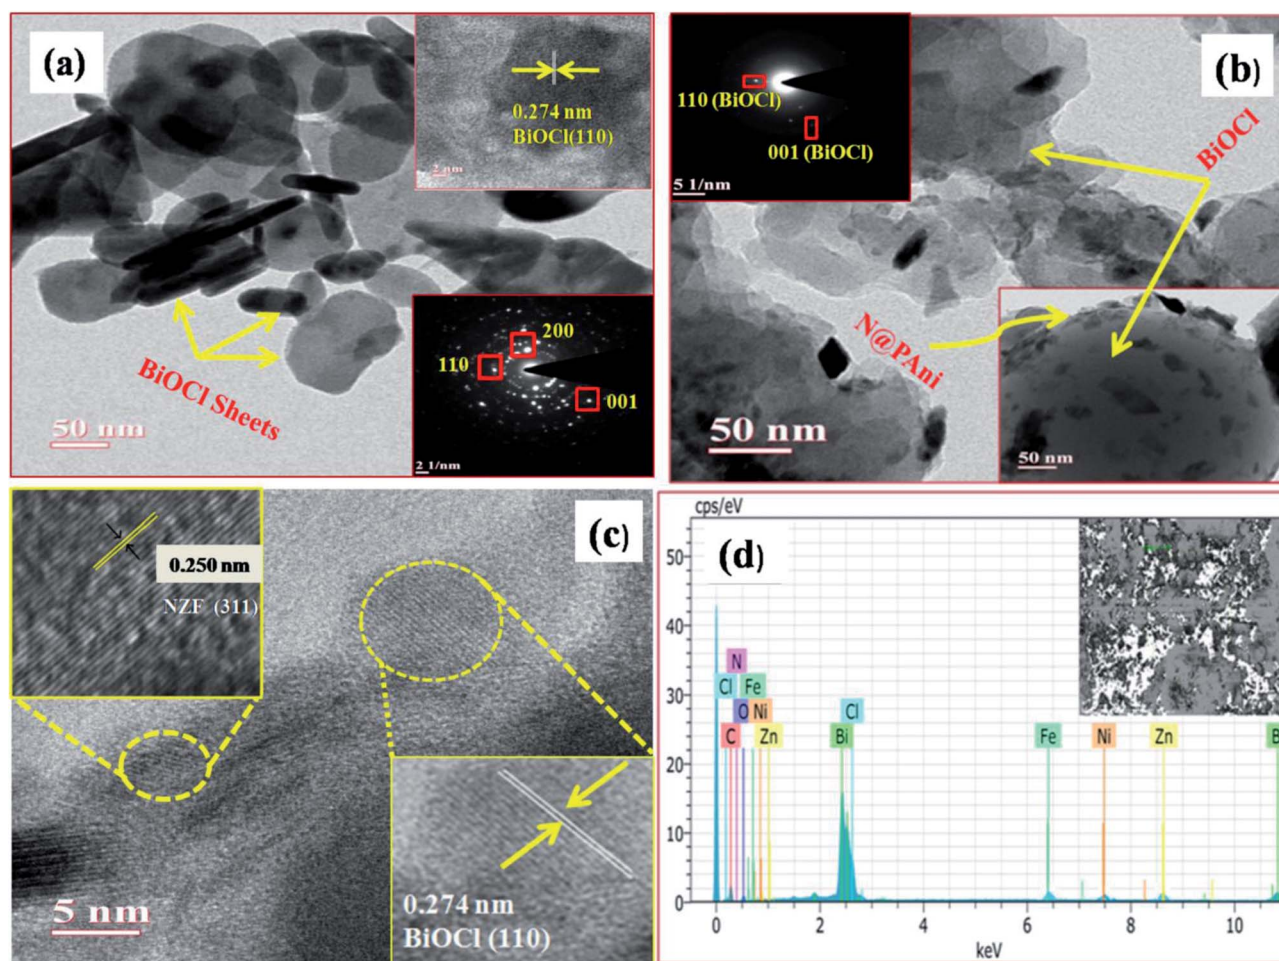 (a)
0.274 nm
BiOCl(110)
2 nm
BiOCl Sheets
50 nm
200
110
001
2 1/nm
(b)
110 (BiOCl)
001 (BiOCl)
5 1/nm
BiOCl
N@PAni
50 nm
50 nm
(c)
0.250 nm
NZF (311)
5 nm
0.274 nm
BiOCl (110)
(d)
cps/eV
50
40
30
20
10
0
N
Cl Fe
O Ni Cl
C Zn Bi Fe Ni Zn B
0 2 4 6 8 10
keV